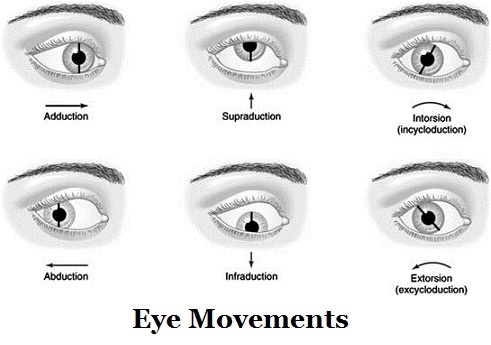 Adduction
Supraduction
Intorsion
(incycloduction)
Abduction
Infraduction
Extorsion
(excycloduction)
Eye Movements